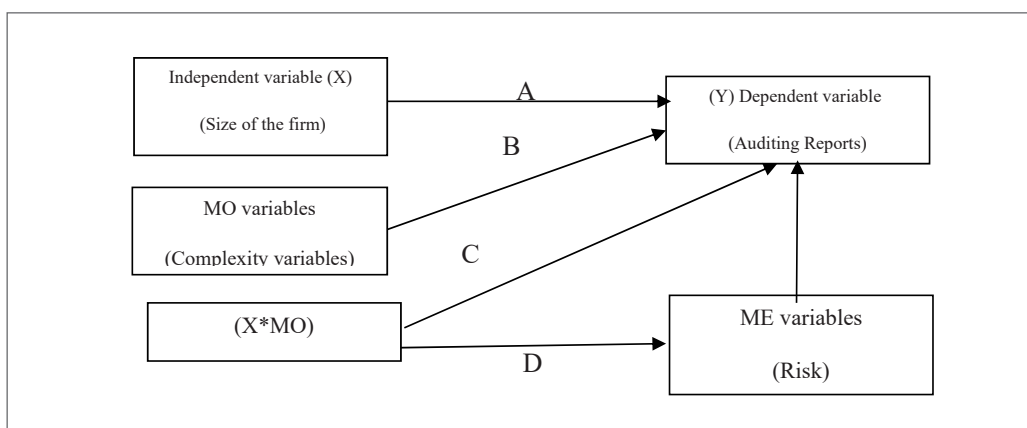 Independent variable (X)
(Size of the firm)
A
(Y) Dependent variable
(Auditing Reports)
B
MO variables
(Complexity variables)
C
(X*MO)
D
ME variables
(Risk)